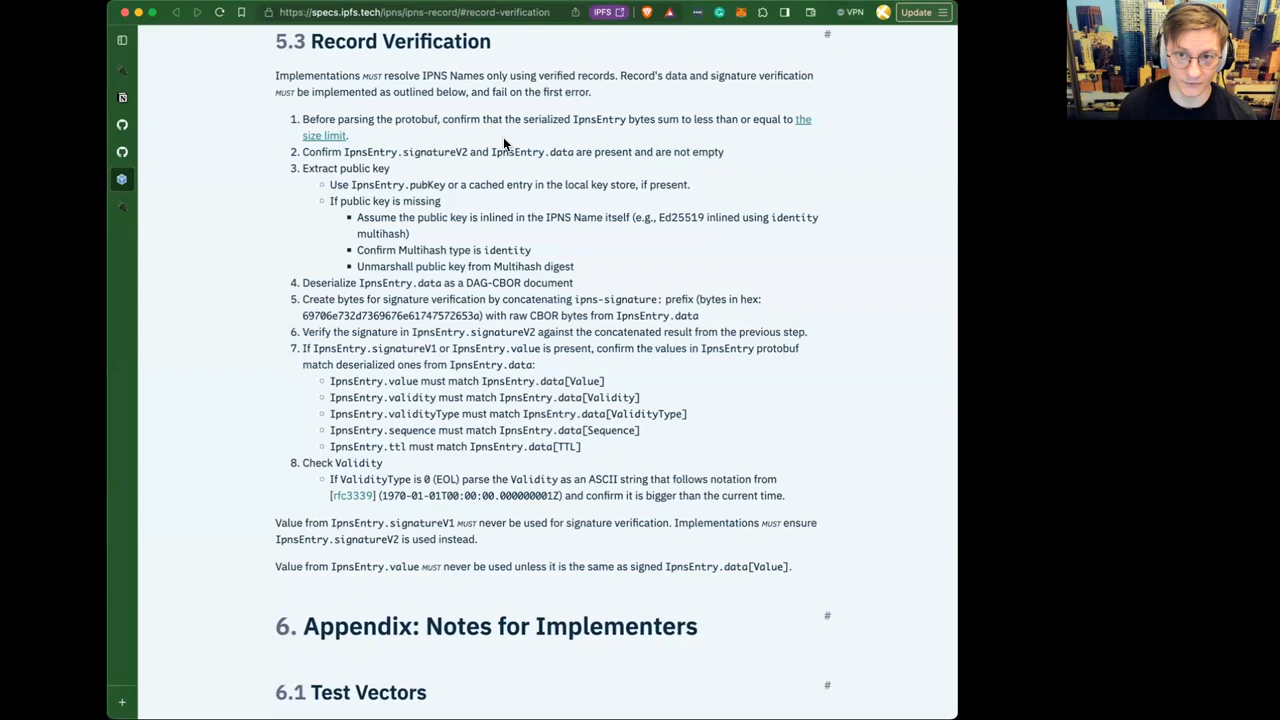 https://specs.ipfs.tech/ipns/ipns-record/#record-verification
IPFS
VPN
Update
5.3 Record Verification
#
Implementations MUST resolve IPNS Names only using verified records. Record's data and signature verification
MUST be implemented as outlined below, and fail on the first error.
1. Before parsing the protobuf, confirm that the serialized IpnsEntry bytes sum to less than or equal to the
size limit.
2. Confirm IpnsEntry.signatureV2 and IpnsEntry.data are present and are not empty
3. Extract public key
○ Use IpnsEntry.pubKey or a cached entry in the local key store, if present.
○ If public key is missing
▪ Assume the public key is inlined in the IPNS Name itself (e.g., Ed25519 inlined using identity
multihash)
▪ Confirm Multihash type is identity
▪ Unmarshall public key from Multihash digest
4. Deserialize IpnsEntry.data as a DAG-CBOR document
5. Create bytes for signature verification by concatenating ipns-signature: prefix (bytes in hex:
69706e732d7369676e61747572653a) with raw CBOR bytes from IpnsEntry.data
6. Verify the signature in IpnsEntry.signatureV2 against the concatenated result from the previous step.
7. If IpnsEntry.signatureV1 or IpnsEntry.value is present, confirm the values in IpnsEntry protobuf
match deserialized ones from IpnsEntry.data:
○ IpnsEntry.value must match IpnsEntry.data[Value]
○ IpnsEntry.validity must match IpnsEntry.data[Validity]
○ IpnsEntry.validityType must match IpnsEntry.data[ValidityType]
○ IpnsEntry.sequence must match IpnsEntry.data[Sequence]
○ IpnsEntry.ttl must match IpnsEntry.data[TTL]
8. Check Validity
○ If ValidityType is 0 (EOL) parse the Validity as an ASCII string that follows notation from
[rfc3339] (1970-01-01T00:00:00.000000001Z) and confirm it is bigger than the current time.
Value from IpnsEntry.signatureV1 MUST never be used for signature verification. Implementations MUST ensure
IpnsEntry.signatureV2 is used instead.
Value from IpnsEntry.value MUST never be used unless it is the same as signed IpnsEntry.data[Value].
6. Appendix: Notes for Implementers
#
6.1 Test Vectors
#